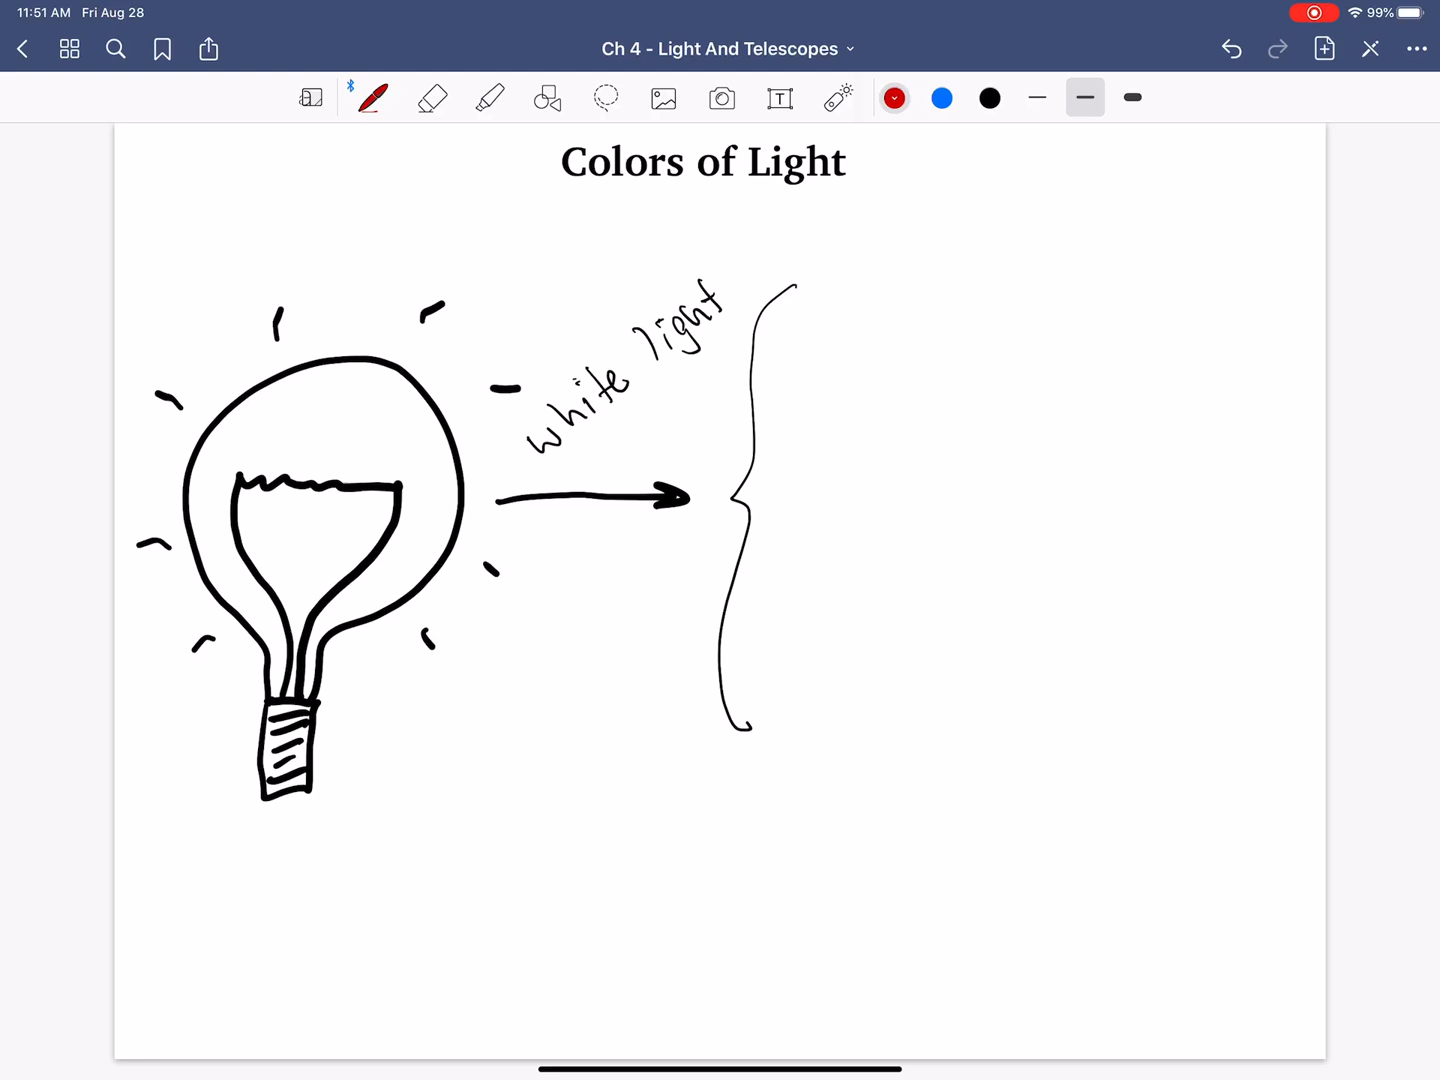 11:51 AM Fri Aug 28
99%
Ch 4 - Light And Telescopes
T
Colors of Light
white light